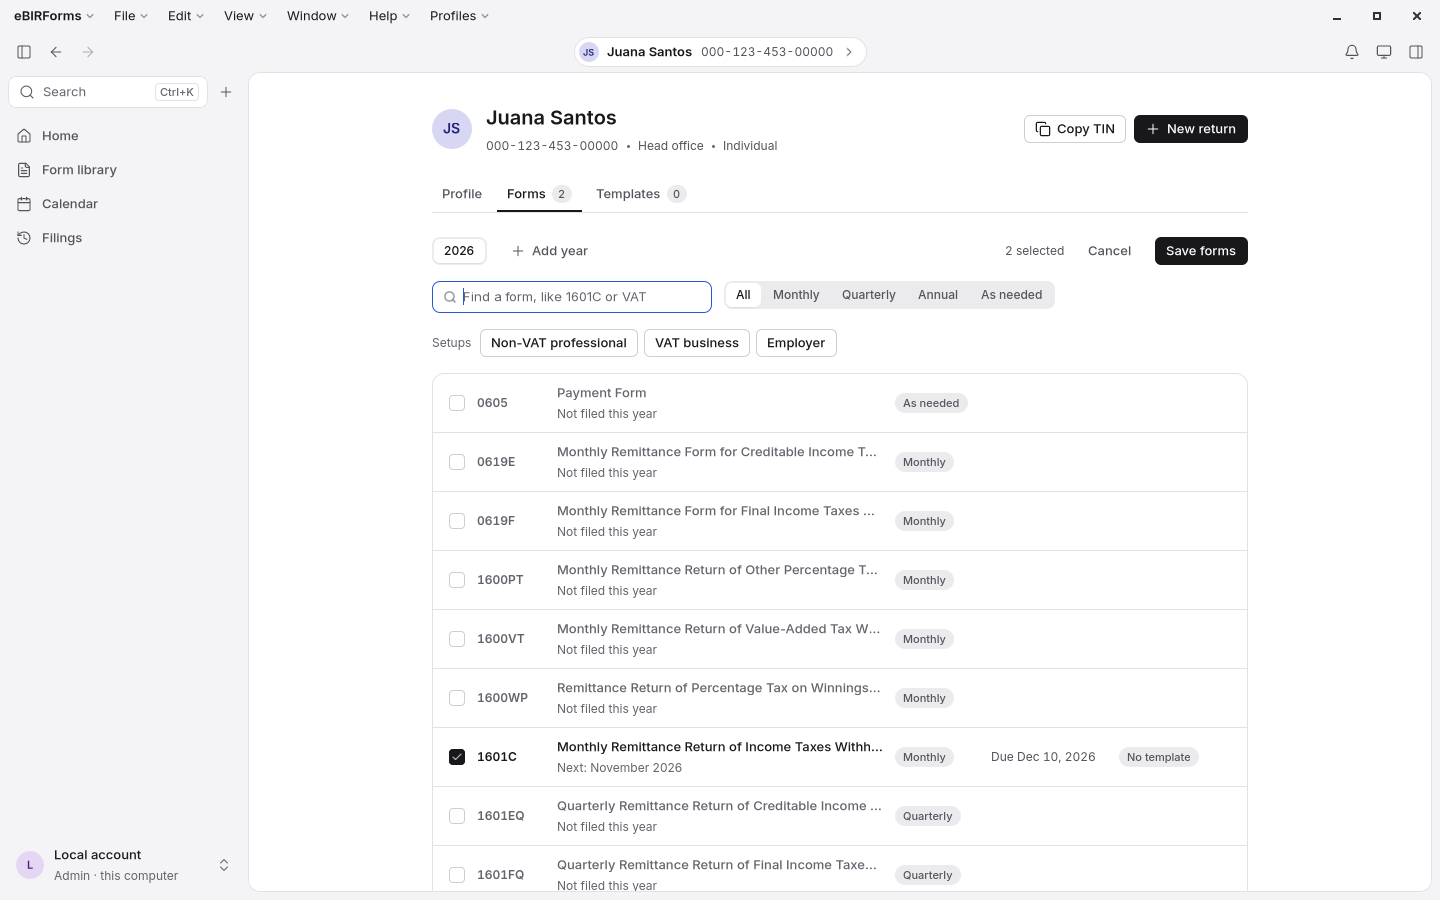 eBIRForms File Edit View Window Help Profiles
JS Juana Santos 000-123-453-00000
Search Ctrl+K
Home
Form library
Calendar
Filings
JS
Juana Santos
000-123-453-00000 • Head office • Individual
Copy TIN
New return
Profile Forms 2 Templates 0
2026 Add year 2 selected Cancel Save forms
Find a form, like 1601C or VAT
All Monthly Quarterly Annual As needed
Setups Non-VAT professional VAT business Employer
0605 Payment Form As needed
Not filed this year
0619E Monthly Remittance Form for Creditable Income T... Monthly
Not filed this year
0619F Monthly Remittance Form for Final Income Taxes ... Monthly
Not filed this year
1600PT Monthly Remittance Return of Other Percentage T... Monthly
Not filed this year
1600VT Monthly Remittance Return of Value-Added Tax W... Monthly
Not filed this year
1600WP Remittance Return of Percentage Tax on Winnings... Monthly
Not filed this year
1601C Monthly Remittance Return of Income Taxes Withh... Monthly Due Dec 10, 2026 No template
Next: November 2026
1601EQ Quarterly Remittance Return of Creditable Income ... Quarterly
Not filed this year
1601FQ Quarterly Remittance Return of Final Income Taxe... Quarterly
Not filed this year
L
Local account
Admin · this computer